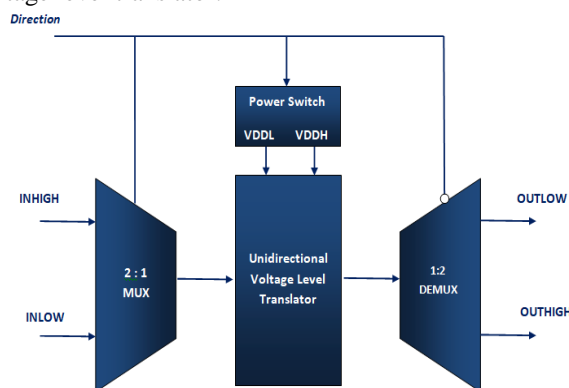 Direction
Power Switch
VDDL VDDH
INHIGH
OUTLOW
Unidirectional
Voltage Level
Translator
2 : 1
MUX
1:2
DEMUX
INLOW
OUTHIGH